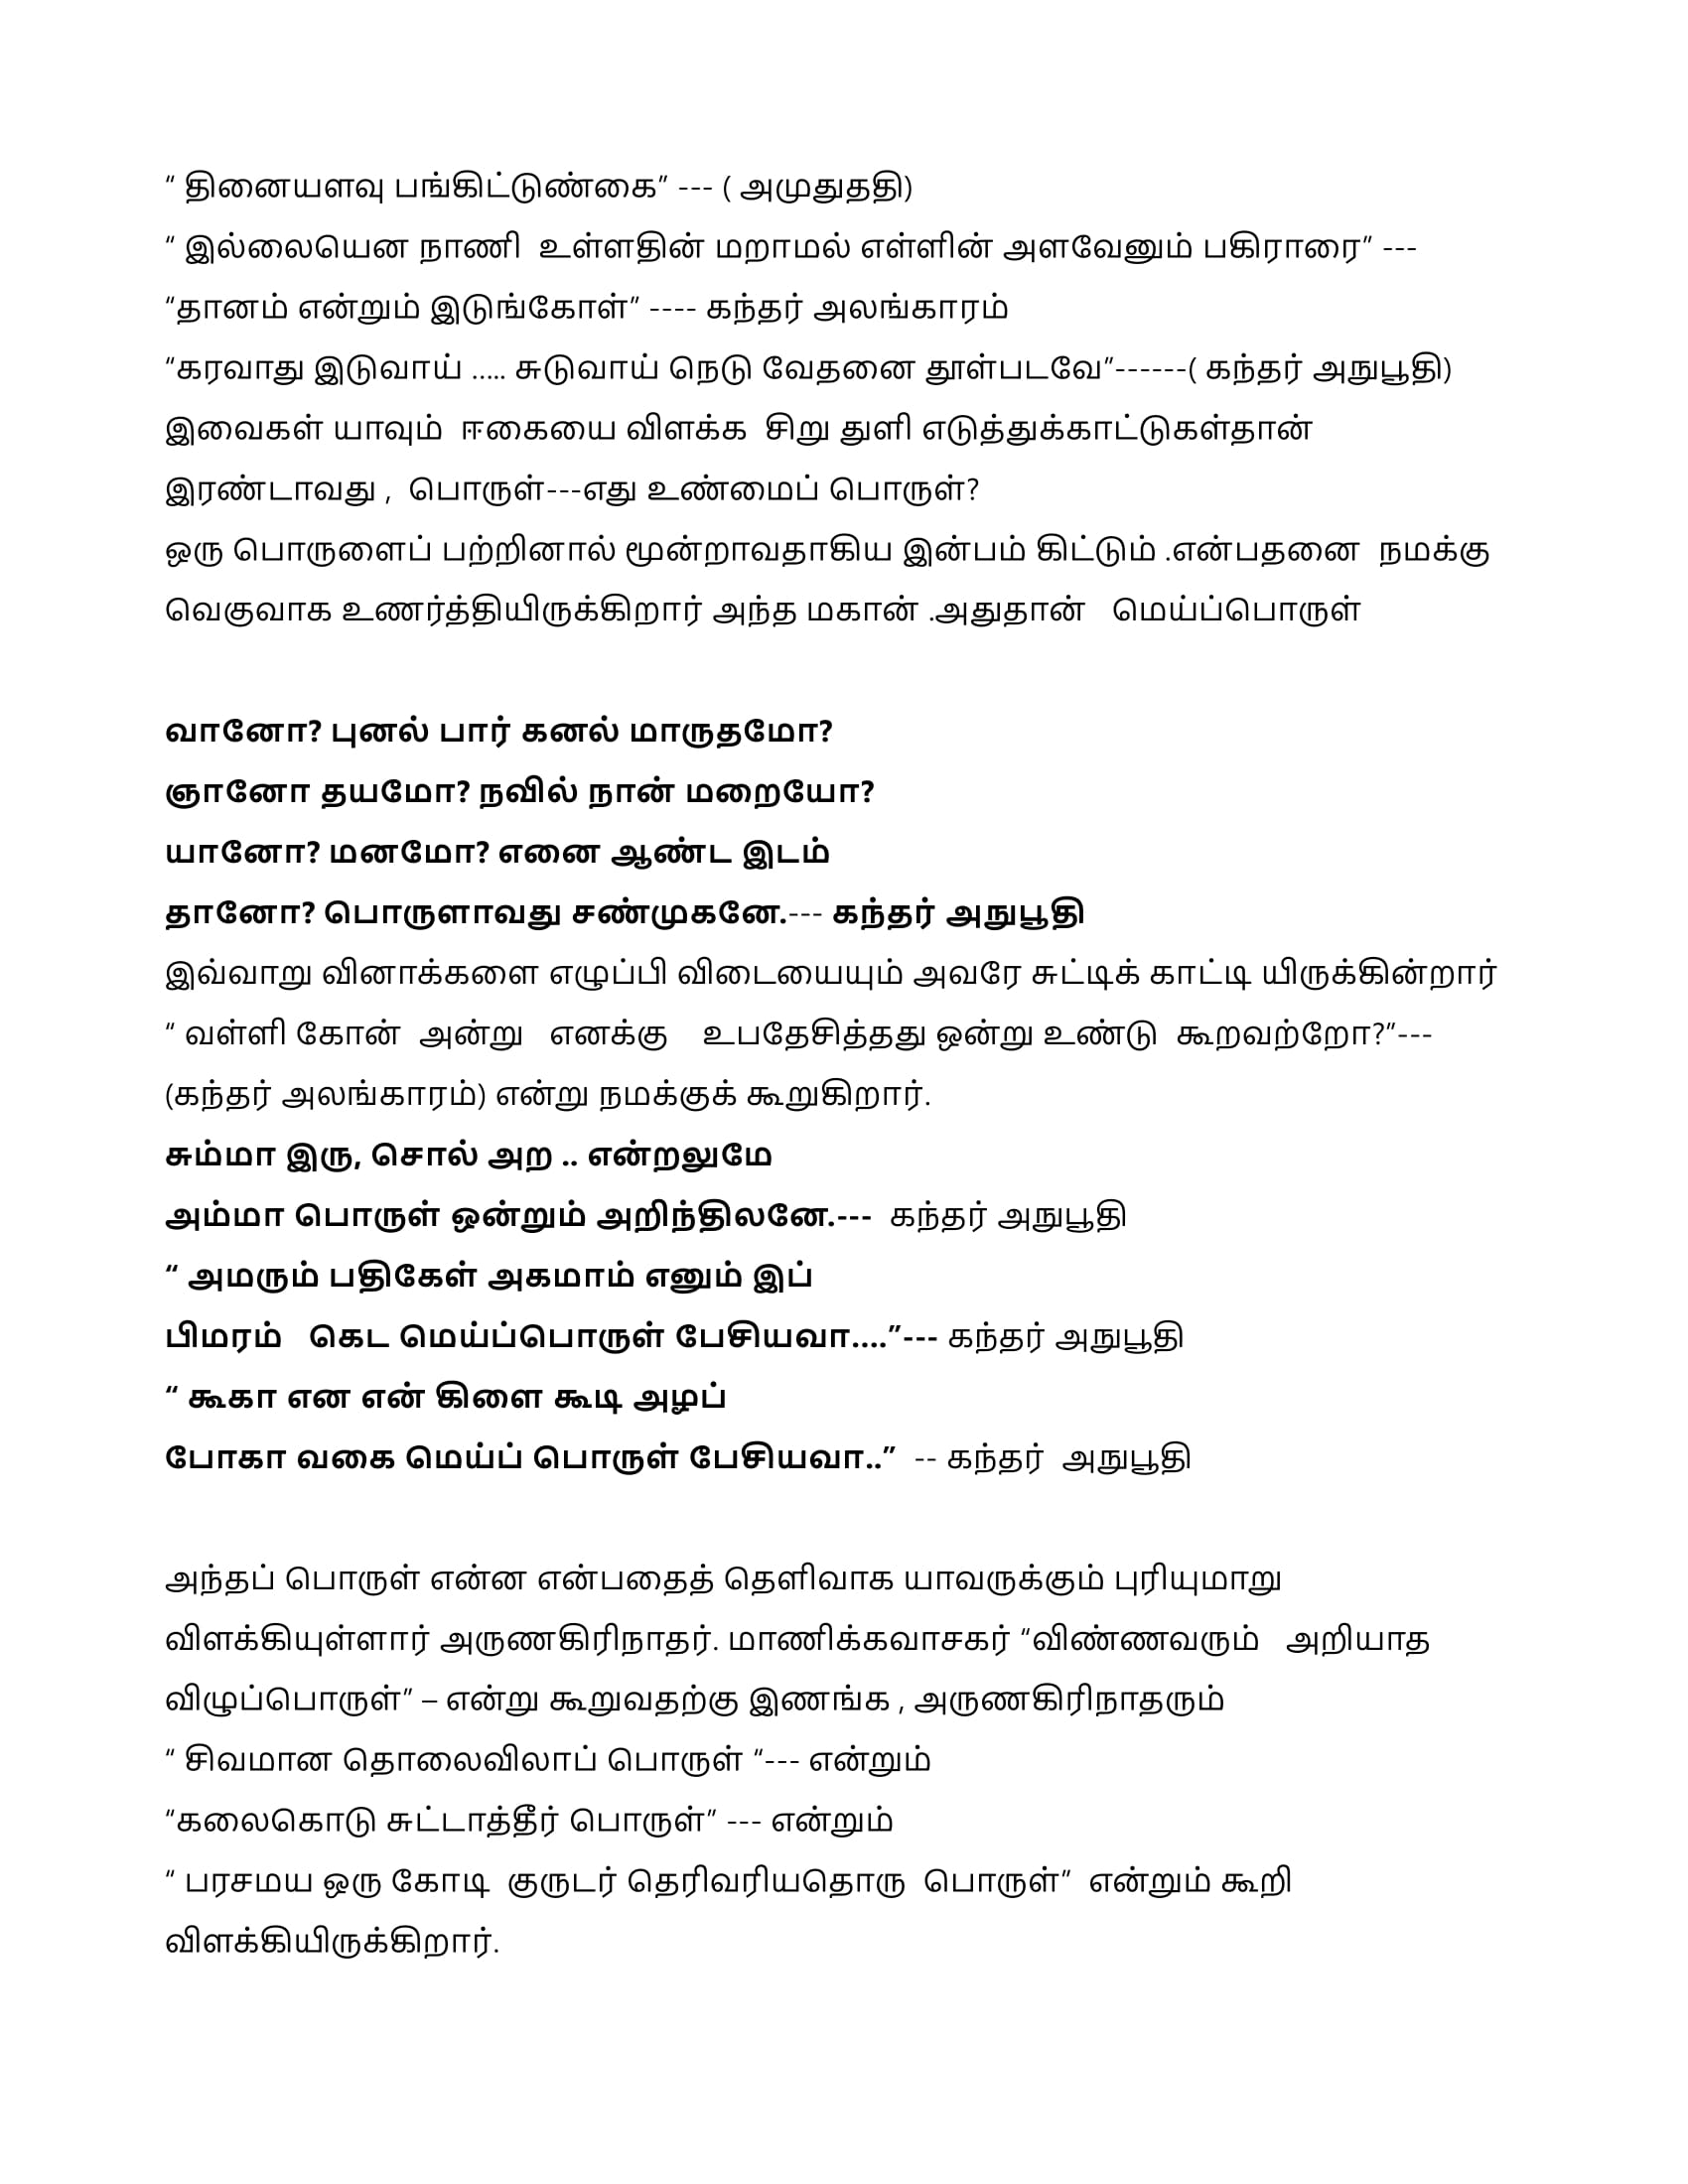 “ தினையளவு பங்கிட்டுண்கை” --- ( அமுதுததி)
“ இல்லையென நாணி  உள்ளதின் மறாமல் எள்ளின் அளவேனும் பகிராரை” ---
“தானம் என்றும் இடுங்கோள்” ---- கந்தர் அலங்காரம்
“கரவாது இடுவாய் ..... சுடுவாய் நெடு வேதனை தூள்படவே”------( கந்தர் அநுபூதி)
இவைகள் யாவும்  ஈகையை விளக்க  சிறு துளி எடுத்துக்காட்டுகள்தான்
இரண்டாவது ,  பொருள்---எது உண்மைப் பொருள்?
ஒரு பொருளைப் பற்றினால் மூன்றாவதாகிய இன்பம் கிட்டும் .என்பதனை  நமக்கு
வெகுவாக உணர்த்தியிருக்கிறார் அந்த மகான் .அதுதான்   மெய்ப்பொருள்
வானோ? புனல் பார் கனல் மாருதமோ?
ஞானோ தயமோ? நவில் நான் மறையோ?
யானோ? மனமோ? எனை ஆண்ட இடம்
தானோ? பொருளாவது சண்முகனே.--- கந்தர் அநுபூதி
இவ்வாறு வினாக்களை எழுப்பி விடையையும் அவரே சுட்டிக் காட்டி யிருக்கின்றார்
“ வள்ளி கோன்  அன்று   எனக்கு    உபதேசித்தது ஒன்று உண்டு  கூறவற்றோ?”---
(கந்தர் அலங்காரம்) என்று நமக்குக் கூறுகிறார்.
சும்மா இரு, சொல் அற .. என்றலுமே
அம்மா பொருள் ஒன்றும் அறிந்திலனே.---  கந்தர் அநுபூதி
“ அமரும் பதிகேள் அகமாம் எனும் இப்
பிமரம்   கெட மெய்ப்பொருள் பேசியவா....”--- கந்தர் அநுபூதி
“ கூகா என என் கிளை கூடி அழப்
போகா வகை மெய்ப் பொருள் பேசியவா..”  -- கந்தர்  அநுபூதி
அந்தப் பொருள் என்ன என்பதைத் தெளிவாக யாவருக்கும் புரியுமாறு
விளக்கியுள்ளார் அருணகிரிநாதர். மாணிக்கவாசகர் “விண்ணவரும்   அறியாத
விழுப்பொருள்” – என்று கூறுவதற்கு இணங்க , அருணகிரிநாதரும்
“ சிவமான தொலைவிலாப் பொருள் “--- என்றும்
“கலைகொடு சுட்டாத்தீர் பொருள்” --- என்றும்
“ பரசமய ஒரு கோடி  குருடர் தெரிவரியதொரு  பொருள்”  என்றும் கூறி
விளக்கியிருக்கிறார்.